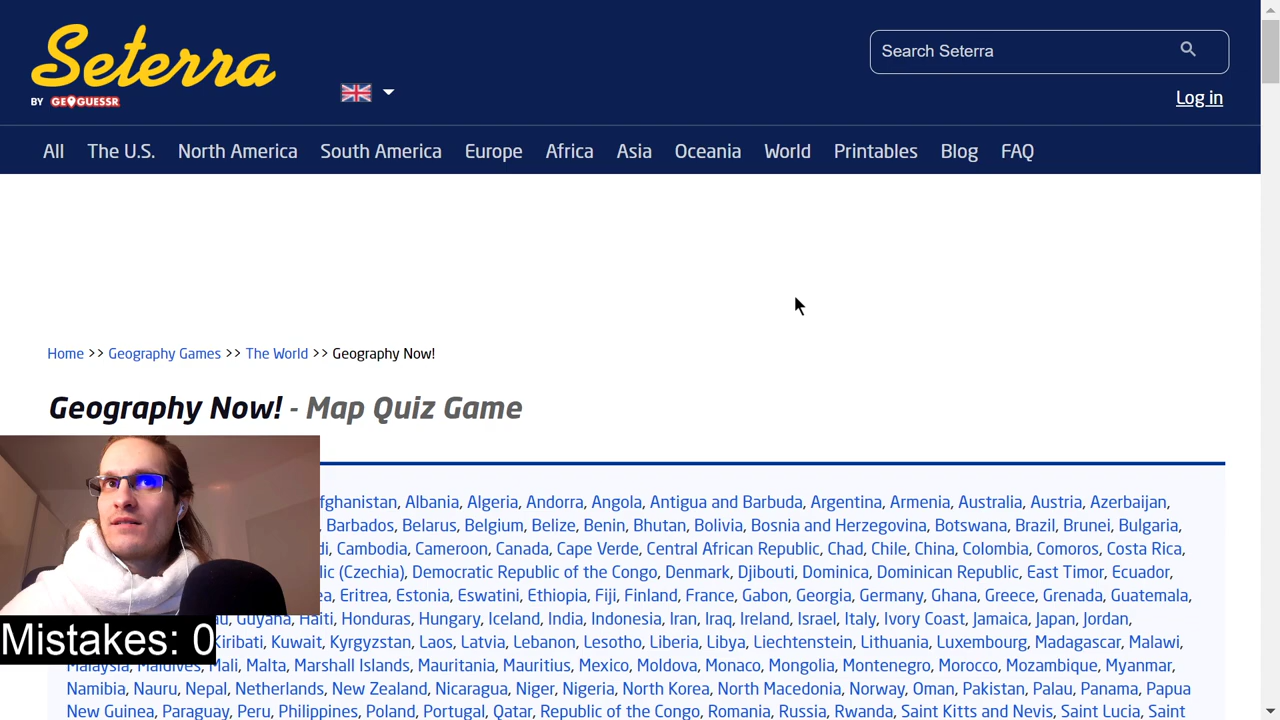 Seterra
BY GEOGUESSR
Search Seterra
Log in
All The U.S. North America South America Europe Africa Asia Oceania World Printables Blog FAQ
Home >> Geography Games >> The World >> Geography Now!
Geography Now! - Map Quiz Game
fghanistan, Albania, Algeria, Andorra, Angola, Antigua and Barbuda, Argentina, Armenia, Australia, Austria, Azerbaijan,
, Barbados, Belarus, Belgium, Belize, Benin, Bhutan, Bolivia, Bosnia and Herzegovina, Botswana, Brazil, Brunei, Bulgaria,
di, Cambodia, Cameroon, Canada, Cape Verde, Central African Republic, Chad, Chile, China, Colombia, Comoros, Costa Rica,
lic (Czechia), Democratic Republic of the Congo, Denmark, Djibouti, Dominica, Dominican Republic, East Timor, Ecuador,
ea, Eritrea, Estonia, Eswatini, Ethiopia, Fiji, Finland, France, Gabon, Georgia, Germany, Ghana, Greece, Grenada, Guatemala,
au, Guyana, Haiti, Honduras, Hungary, Iceland, India, Indonesia, Iran, Iraq, Ireland, Israel, Italy, Ivory Coast, Jamaica, Japan, Jordan,
Mistakes: 0
Kiribati, Kuwait, Kyrgyzstan, Laos, Latvia, Lebanon, Lesotho, Liberia, Libya, Liechtenstein, Lithuania, Luxembourg, Madagascar, Malawi,
Malaysia, Maldives, Mali, Malta, Marshall Islands, Mauritania, Mauritius, Mexico, Moldova, Monaco, Mongolia, Montenegro, Morocco, Mozambique, Myanmar,
Namibia, Nauru, Nepal, Netherlands, New Zealand, Nicaragua, Niger, Nigeria, North Korea, North Macedonia, Norway, Oman, Pakistan, Palau, Panama, Papua
New Guinea, Paraguay, Peru, Philippines, Poland, Portugal, Qatar, Republic of the Congo, Romania, Russia, Rwanda, Saint Kitts and Nevis, Saint Lucia, Saint